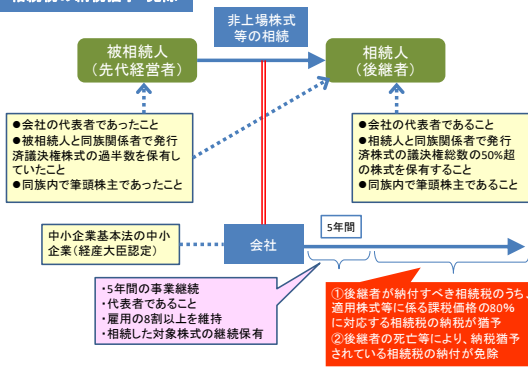 非上場株式
等の相続
被相続人
(先代経営者)
相続人
(後継者)
●会社の代表者であったこと
●被相続人と同族関係者で発行
済議決権株式の過半数を保有し
ていたこと
●同族内で筆頭株主であったこと
●会社の代表者であること
●相続人と同族関係者で発行
済株式の議決権総数の50%超
の株式を保有すること
●同族内で筆頭株主であること
中小企業基本法の中小
企業(経産大臣認定)
会社
5年間
・5年間の事業継続
・代表者であること
・雇用の8割以上を維持
・相続した対象株式の継続保有
①後継者が納付すべき相続税のうち、
適用株式等に係る課税価格の80%
に対応する相続税の納税が猶予
②後継者の死亡等により、納税猶予
されている相続税の納付が免除